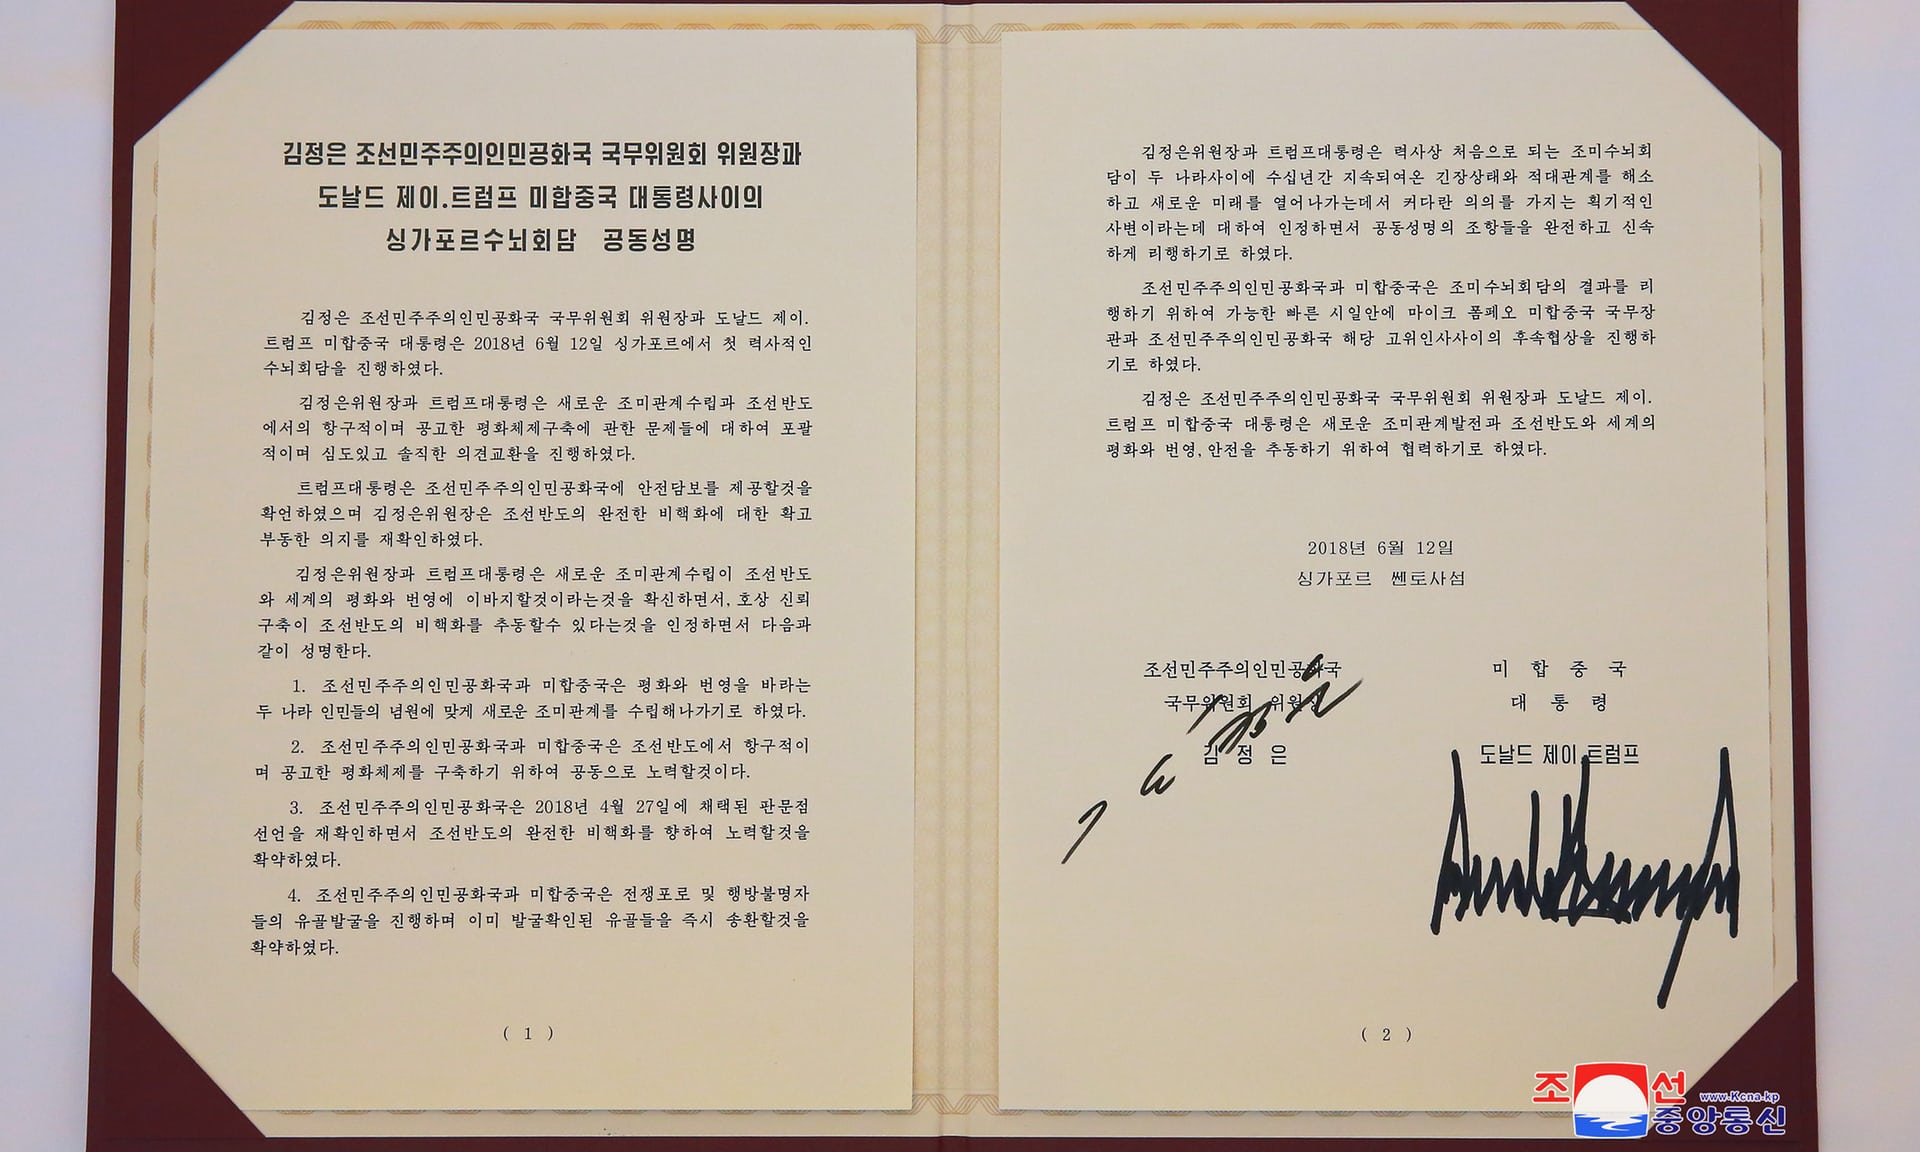 김정은 조선민주주의인민공화국 국무위원회 위원장과
도날드 제이.트럼프 미합중국 대통령사이의
싱가포르수뇌회담 공동성명
김정은 조선민주주의인민공화국 국무위원회 위원장과 도날드 제이.
트럼프 미합중국 대통령은 2018년 6월 12일 싱가포르에서 첫 력사적인
수뇌회담을 진행하였다.
김정은위원장과 트럼프대통령은 새로운 조미관계수립과 조선반도
에서의 항구적이며 공고한 평화체제구축에 관한 문제들에 대하여 포괄
적이며 심도있고 솔직한 의견교환을 진행하였다.
트럼프대통령은 조선민주주의인민공화국에 안전담보를 제공할것을
확언하였으며 김정은위원장은 조선반도의 완전한 비핵화에 대한 확고
부동한 의지를 재확인하였다.
김정은위원장과 트럼프대통령은 새로운 조미관계수립이 조선반도
와 세계의 평화와 번영에 이바지할것이라는것을 확신하면서, 호상 신뢰
구축이 조선반도의 비핵화를 추동할수 있다는것을 인정하면서 다음과
같이 성명한다.
1. 조선민주주의인민공화국과 미합중국은 평화와 번영을 바라는
두 나라 인민들의 념원에 맞게 새로운 조미관계를 수립해나가기로 하였다.
2. 조선민주주의인민공화국과 미합중국은 조선반도에서 항구적이
며 공고한 평화체제를 구축하기 위하여 공동으로 노력할것이다.
3. 조선민주주의인민공화국은 2018년 4월 27일에 채택된 판문점
선언을 재확인하면서 조선반도의 완전한 비핵화를 향하여 노력할것을
확약하였다.
4. 조선민주주의인민공화국과 미합중국은 전쟁포로 및 행방불명자
들의 유골발굴을 진행하며 이미 발굴확인된 유골들을 즉시 송환할것을
확약하였다.
( 1 )
김정은위원장과 트럼프대통령은 력사상 처음으로 되는 조미수뇌회
담이 두 나라사이에 수십년간 지속되여온 긴장상태와 적대관계를 해소
하고 새로운 미래를 열어나가는데서 커다란 의의를 가지는 획기적인
사변이라는데 대하여 인정하면서 공동성명의 조항들을 완전하고 신속
하게 리행하기로 하였다.
조선민주주의인민공화국과 미합중국은 조미수뇌회담의 결과를 리
행하기 위하여 가능한 빠른 시일안에 마이크 폼페오 미합중국 국무장
관과 조선민주주의인민공화국 해당 고위인사사이의 후속협상을 진행하
기로 하였다.
김정은 조선민주주의인민공화국 국무위원회 위원장과 도날드 제이.
트럼프 미합중국 대통령은 새로운 조미관계발전과 조선반도와 세계의
평화와 번영,안전을 추동하기 위하여 협력하기로 하였다.
2018년 6월 12일
싱가포르 쎈토사섬
조선민주주의인민공화국
국무위원회 위원장
김 정 은
미 합 중 국
대 통 령
도날드 제이.트럼프
( 2 )
조선
www.Kcna.kp
중앙통신